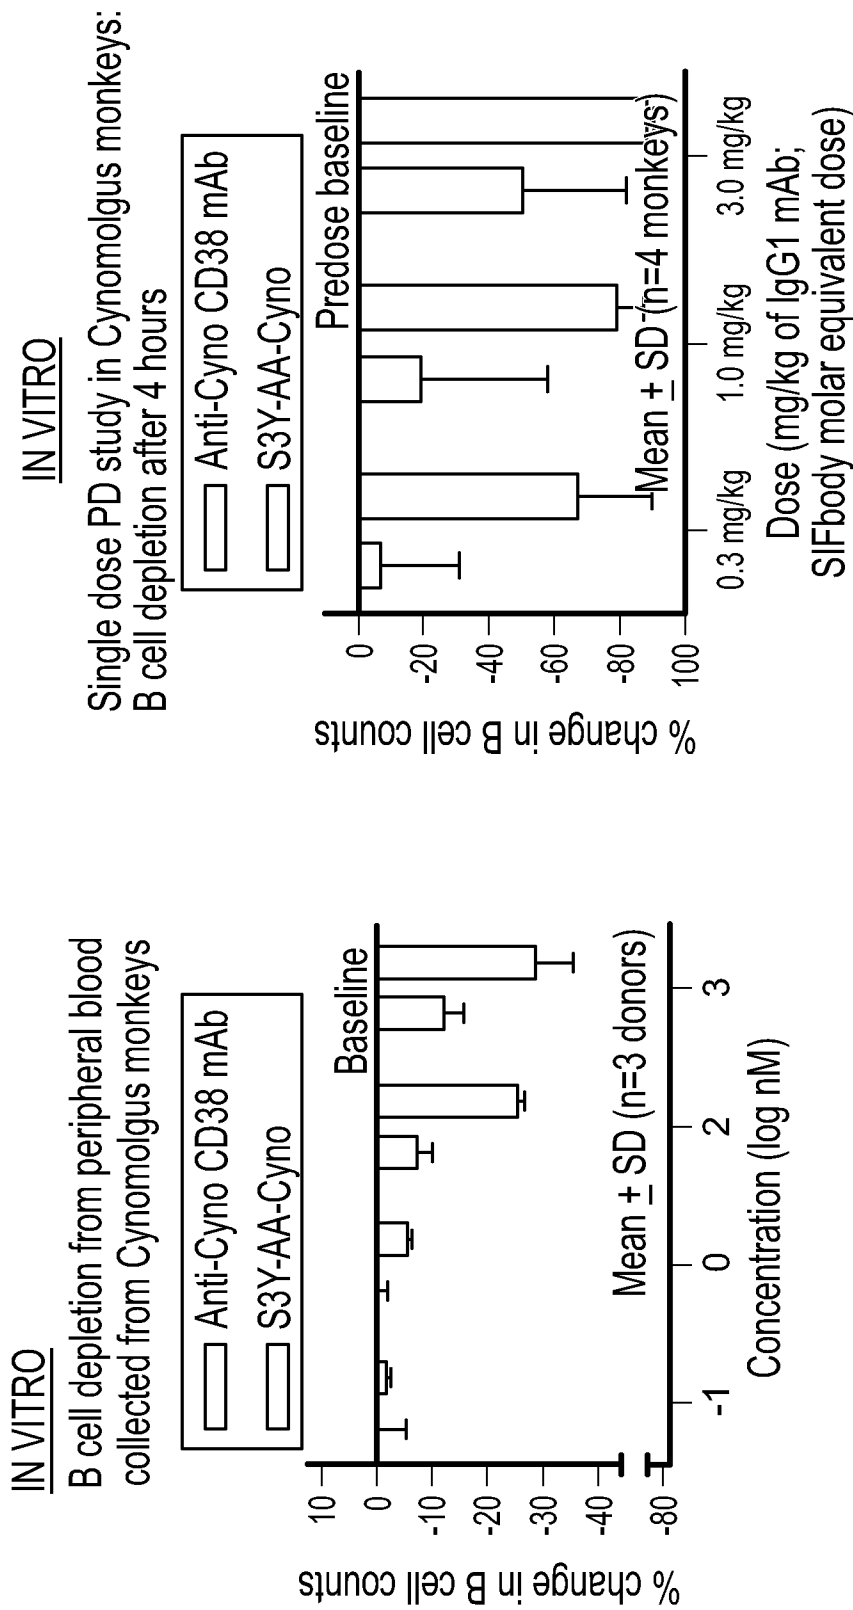 IN VITRO
B cell depletion from peripheral blood
collected from Cynomolgus monkeys
Anti-Cyno CD38 mAb
S3Y-AA-Cyno
Baseline
10
0
-10
-20
-30
-40
-80
% change in B cell counts
Mean ± SD (n=3 donors)
-1
0
2
3
Concentration (log nM)
IN VITRO
Single dose PD study in Cynomolgus monkeys:
B cell depletion after 4 hours
Anti-Cyno CD38 mAb
S3Y-AA-Cyno
Predose baseline
0
-20
-40
-60
-80
100
% change in B cell counts
Mean ± SD (n=4 monkeys)
0.3 mg/kg
1.0 mg/kg
3.0 mg/kg
Dose (mg/kg of IgG1 mAb;
SIFbody molar equivalent dose)